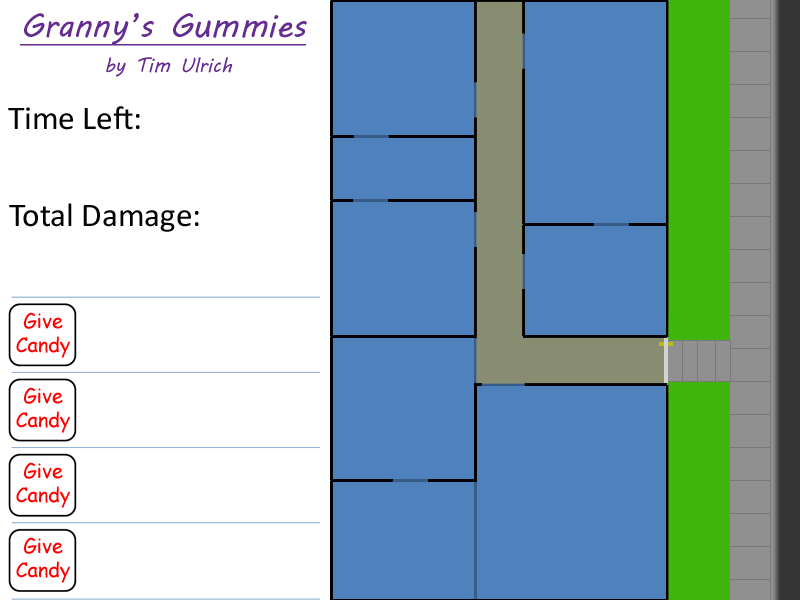 Granny's Gummies
by Tim Ulrich
Time Left:
Total Damage:
Give
Candy
Give
Candy
Give
Candy
Give
Candy